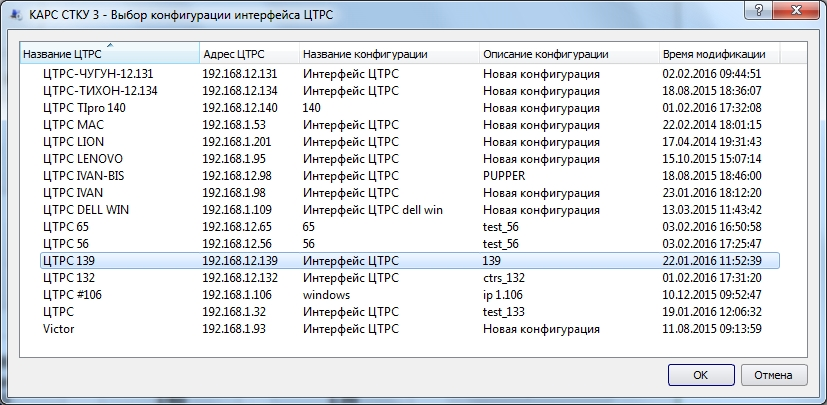 КАРС СТКУ 3 - Выбор конфигурации интерфейса ЦТРС
Название ЦТРС Адрес ЦТРС Название конфигурации Описание конфигурации Время модификации
ЦТРС-ЧУГУН-12.131 192.168.12.131 Интерфейс ЦТРС Новая конфигурация 02.02.2016 09:44:51
ЦТРС-ТИХОН-12.134 192.168.12.134 Интерфейс ЦТРС Новая конфигурация 18.08.2015 18:36:07
ЦТРС TIpro 140 192.168.12.140 140 Новая конфигурация 01.02.2016 17:32:08
ЦТРС MAC 192.168.1.53 Интерфейс ЦТРС Новая конфигурация 22.02.2014 18:01:15
ЦТРС LION 192.168.1.201 Интерфейс ЦТРС Новая конфигурация 17.04.2014 19:31:43
ЦТРС LENOVO 192.168.1.95 Интерфейс ЦТРС Новая конфигурация 15.10.2015 15:07:14
ЦТРС IVAN-BIS 192.168.12.98 Интерфейс ЦТРС PUPPER 18.08.2015 18:46:00
ЦТРС IVAN 192.168.1.98 Интерфейс ЦТРС Новая конфигурация 23.01.2016 18:12:20
ЦТРС DELL WIN 192.168.1.109 Интерфейс ЦТРС dell win Новая конфигурация 13.03.2015 11:43:42
ЦТРС 65 192.168.12.65 65 test_56 03.02.2016 16:50:58
ЦТРС 56 192.168.12.56 56 test_56 03.02.2016 17:25:47
ЦТРС 139 192.168.12.139 Интерфейс ЦТРС 139 22.01.2016 11:52:39
ЦТРС 132 192.168.12.132 Интерфейс ЦТРС ctrs_132 01.02.2016 17:31:20
ЦТРС #106 192.168.1.106 windows ip 1.106 10.12.2015 09:52:47
ЦТРС 192.168.1.32 Интерфейс ЦТРС test_133 19.01.2016 12:06:32
Victor 192.168.1.93 Интерфейс ЦТРС Новая конфигурация 11.08.2015 09:13:59
OK Отмена